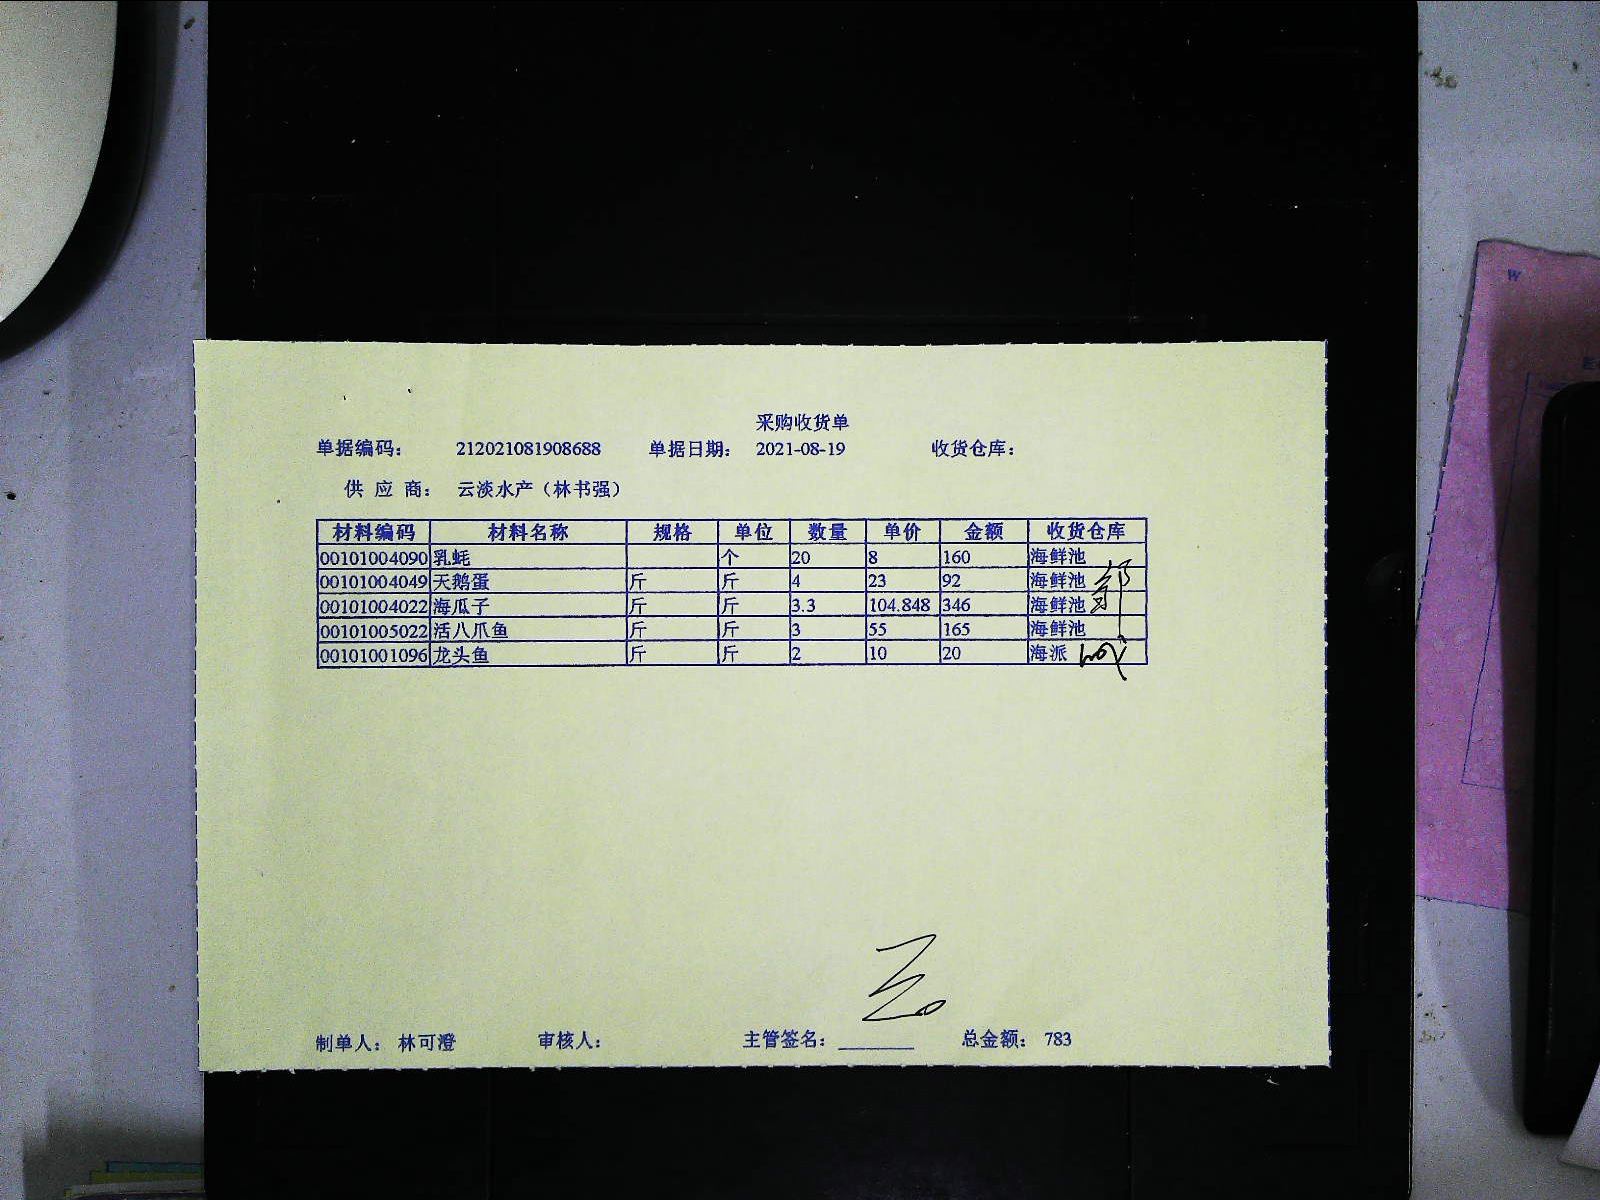 采购收货单
单据编码： 212021081908688 单据日期： 2021-08-19 收货仓库：
供 应 商： 云淡水产（林书强）
材料编码 材料名称 规格 单位 数量 单价 金额 收货仓库
00101004090 乳蚝 个 20 8 160 海鲜池
00101004049 天鹅蛋 斤 斤 4 23 92 海鲜池
00101004022 海瓜子 斤 斤 3.3 104.848 346 海鲜池
00101005022 活八爪鱼 斤 斤 3 55 165 海鲜池
00101001096 龙头鱼 斤 斤 2 10 20 海派
制单人： 林可澄 审核人： 主管签名： 总金额： 783
W